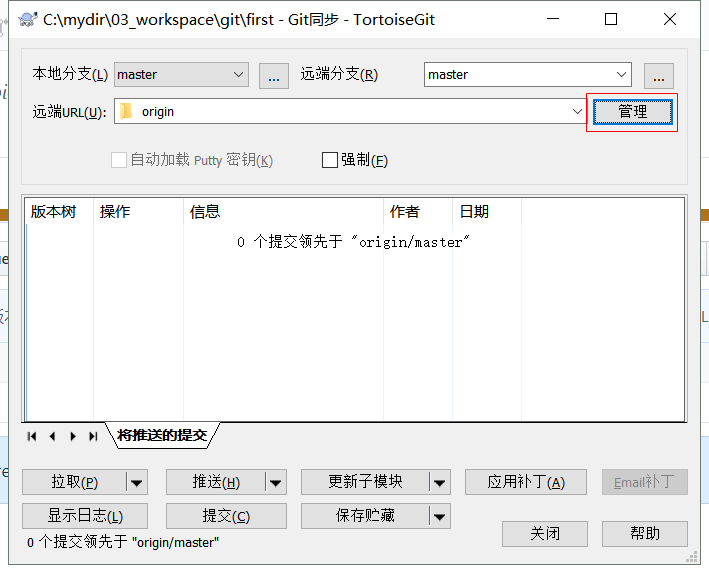 C:\mydir\03_workspace\git\first - Git同步 - TortoiseGit
本地分支(L) master ... 远端分支(R) master ...
远端URL(U): origin 管理
自动加载 Putty 密钥(K) 强制(F)
版本树 操作 信息 作者 日期
0 个提交领先于 "origin/master"
将推送的提交
拉取(P) 推送(H) 更新子模块 应用补丁(A) Email补丁
显示日志(L) 提交(C) 保存贮藏
关闭 帮助
0 个提交领先于 "origin/master"